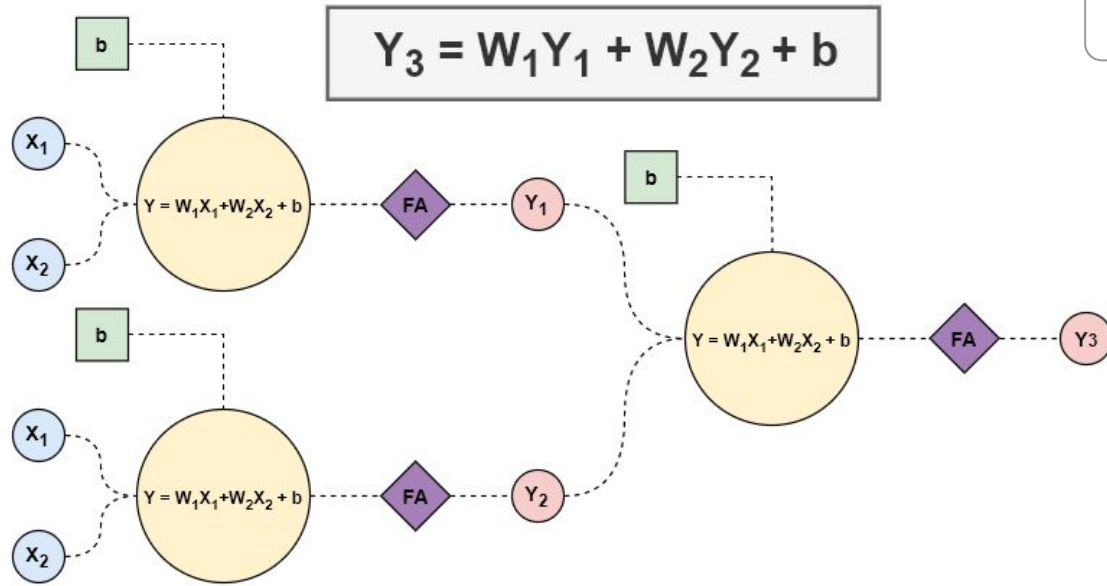 b
Y₃ = W₁Y₁ + W₂Y₂ + b
X₁
Y = W₁X₁+W₂X₂ + b
FA
Y₁
X₂
b
b
Y = W₁X₁+W₂X₂ + b
FA
Y3
X₁
Y = W₁X₁+W₂X₂ + b
FA
Y₂
X₂